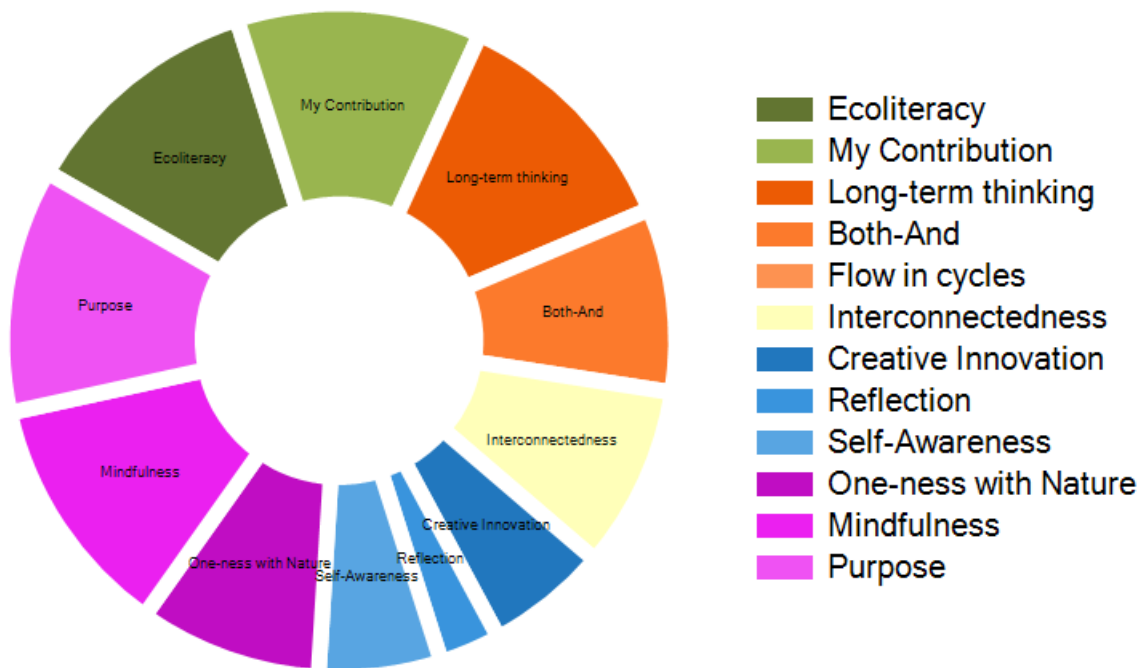 My Contribution
Ecoliteracy
Long-term thinking
Purpose
Both-And
Interconnectedness
Mindfulness
Creative Innovation
Reflection
One-ness with Nature
Self-Awareness
Ecoliteracy
My Contribution
Long-term thinking
Both-And
Flow in cycles
Interconnectedness
Creative Innovation
Reflection
Self-Awareness
One-ness with Nature
Mindfulness
Purpose